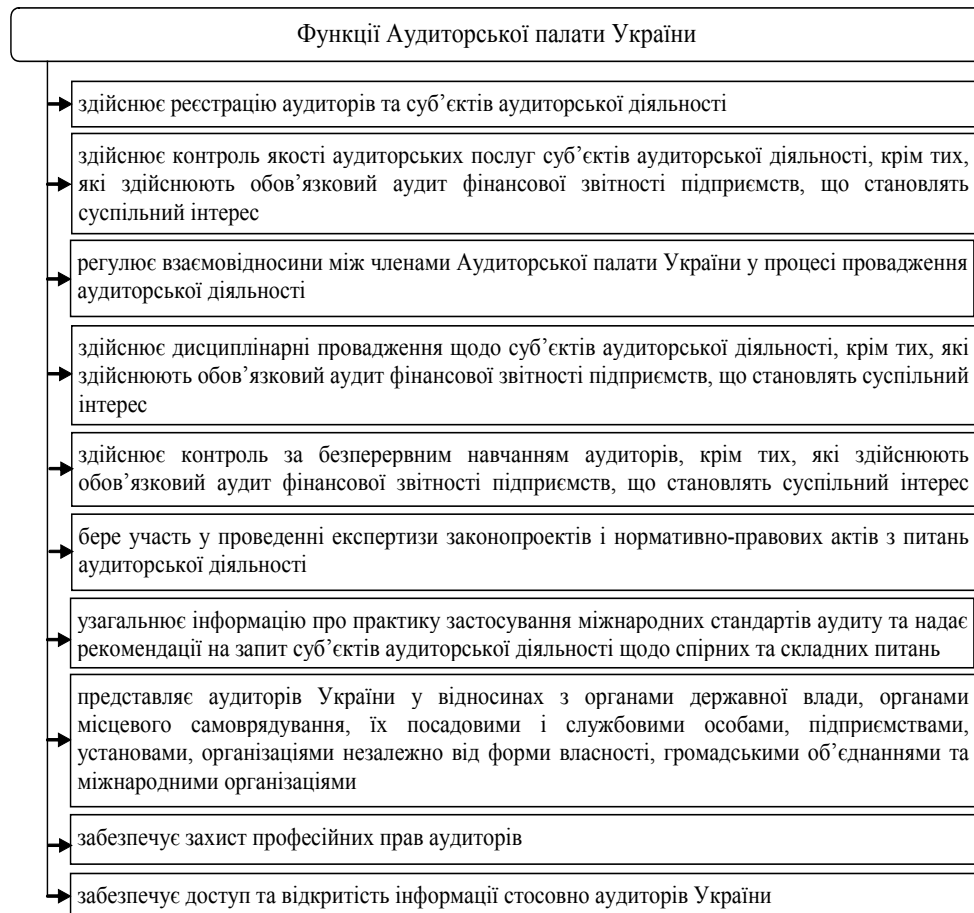 Функції Аудиторської палати України
здійснює реєстрацію аудиторів та суб’єктів аудиторської діяльності
здійснює контроль якості аудиторських послуг суб’єктів аудиторської діяльності, крім тих,
які здійснюють обов’язковий аудит фінансової звітності підприємств, що становлять
суспільний інтерес
регулює взаємовідносини між членами Аудиторської палати України у процесі провадження
аудиторської діяльності
здійснює дисциплінарні провадження щодо суб’єктів аудиторської діяльності, крім тих, які
здійснюють обов’язковий аудит фінансової звітності підприємств, що становлять суспільний
інтерес
здійснює контроль за безперервним навчанням аудиторів, крім тих, які здійснюють
обов’язковий аудит фінансової звітності підприємств, що становлять суспільний інтерес
бере участь у проведенні експертизи законопроектів і нормативно-правових актів з питань
аудиторської діяльності
узагальнює інформацію про практику застосування міжнародних стандартів аудиту та надає
рекомендації на запит суб’єктів аудиторської діяльності щодо спірних та складних питань
представляє аудиторів України у відносинах з органами державної влади, органами
місцевого самоврядування, їх посадовими і службовими особами, підприємствами,
установами, організаціями незалежно від форми власності, громадськими об’єднаннями та
міжнародними організаціями
забезпечує захист професійних прав аудиторів
забезпечує доступ та відкритість інформації стосовно аудиторів України